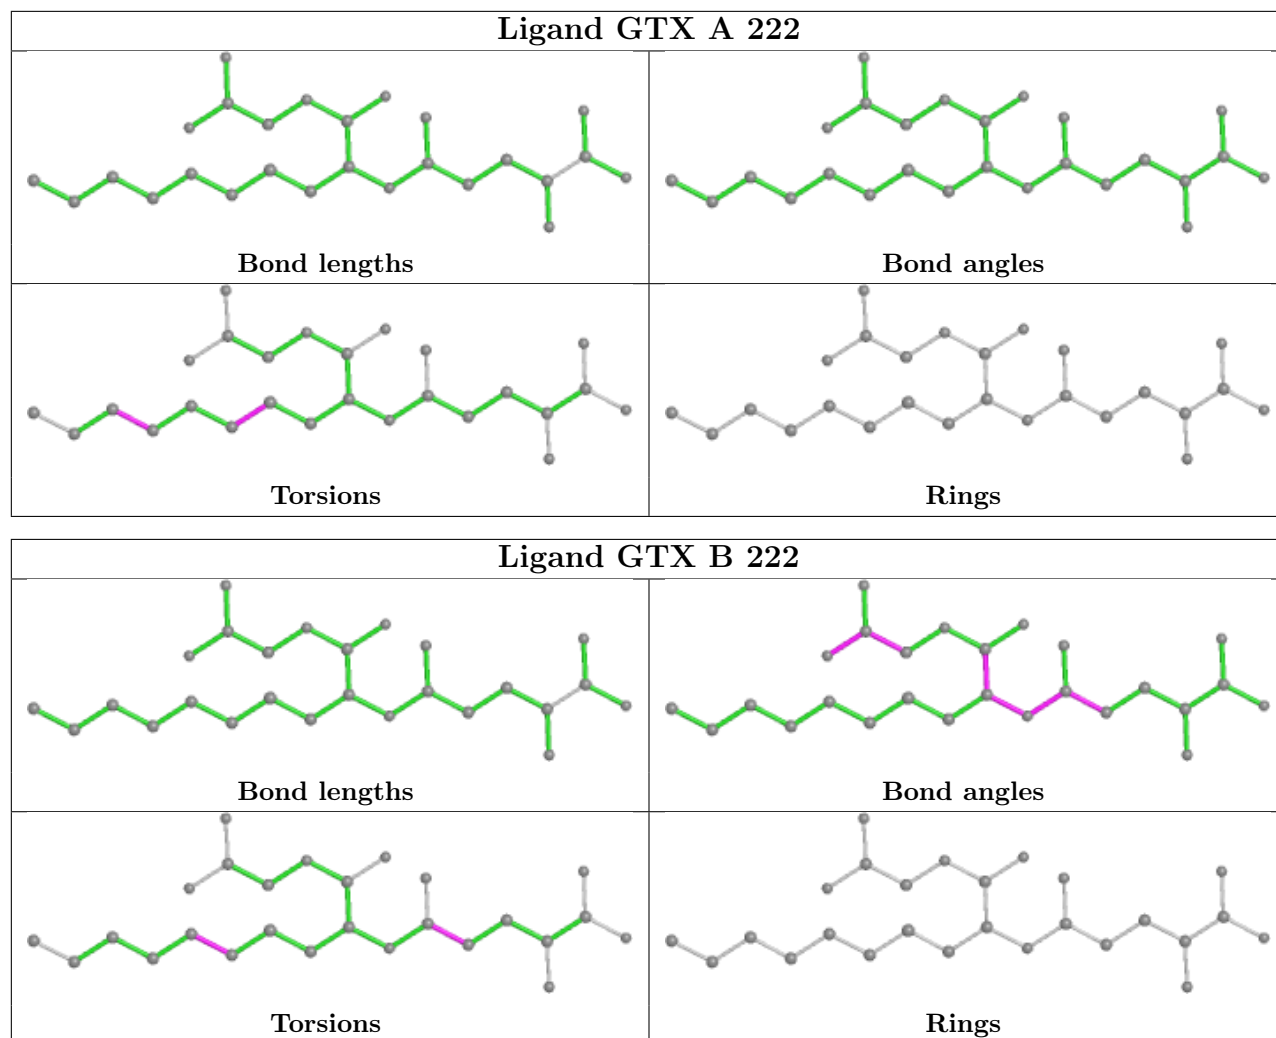 Ligand GTX A 222
Bond lengths
Bond angles
Torsions
Rings
Ligand GTX B 222
Bond lengths
Bond angles
Torsions
Rings